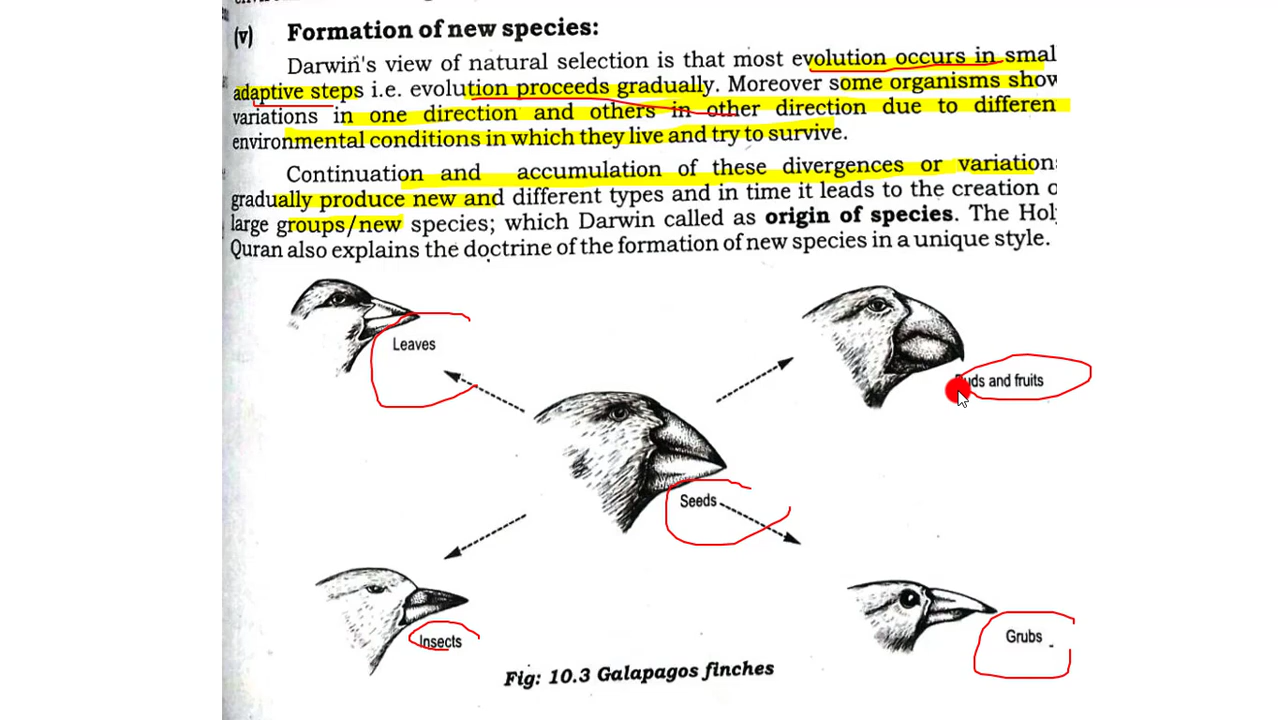 (v) Formation of new species:
Darwin's view of natural selection is that most evolution occurs in smal
adaptive steps i.e. evolution proceeds gradually. Moreover some organisms show
variations in one direction and others in other direction due to differen
environmental conditions in which they live and try to survive.
Continuation and accumulation of these divergences or variation
gradually produce new and different types and in time it leads to the creation o
large groups/new species; which Darwin called as origin of species. The Hol
Quran also explains the doctrine of the formation of new species in a unique style.
Leaves
uds and fruits
Seeds
Insects
Grubs
Fig: 10.3 Galapagos finches